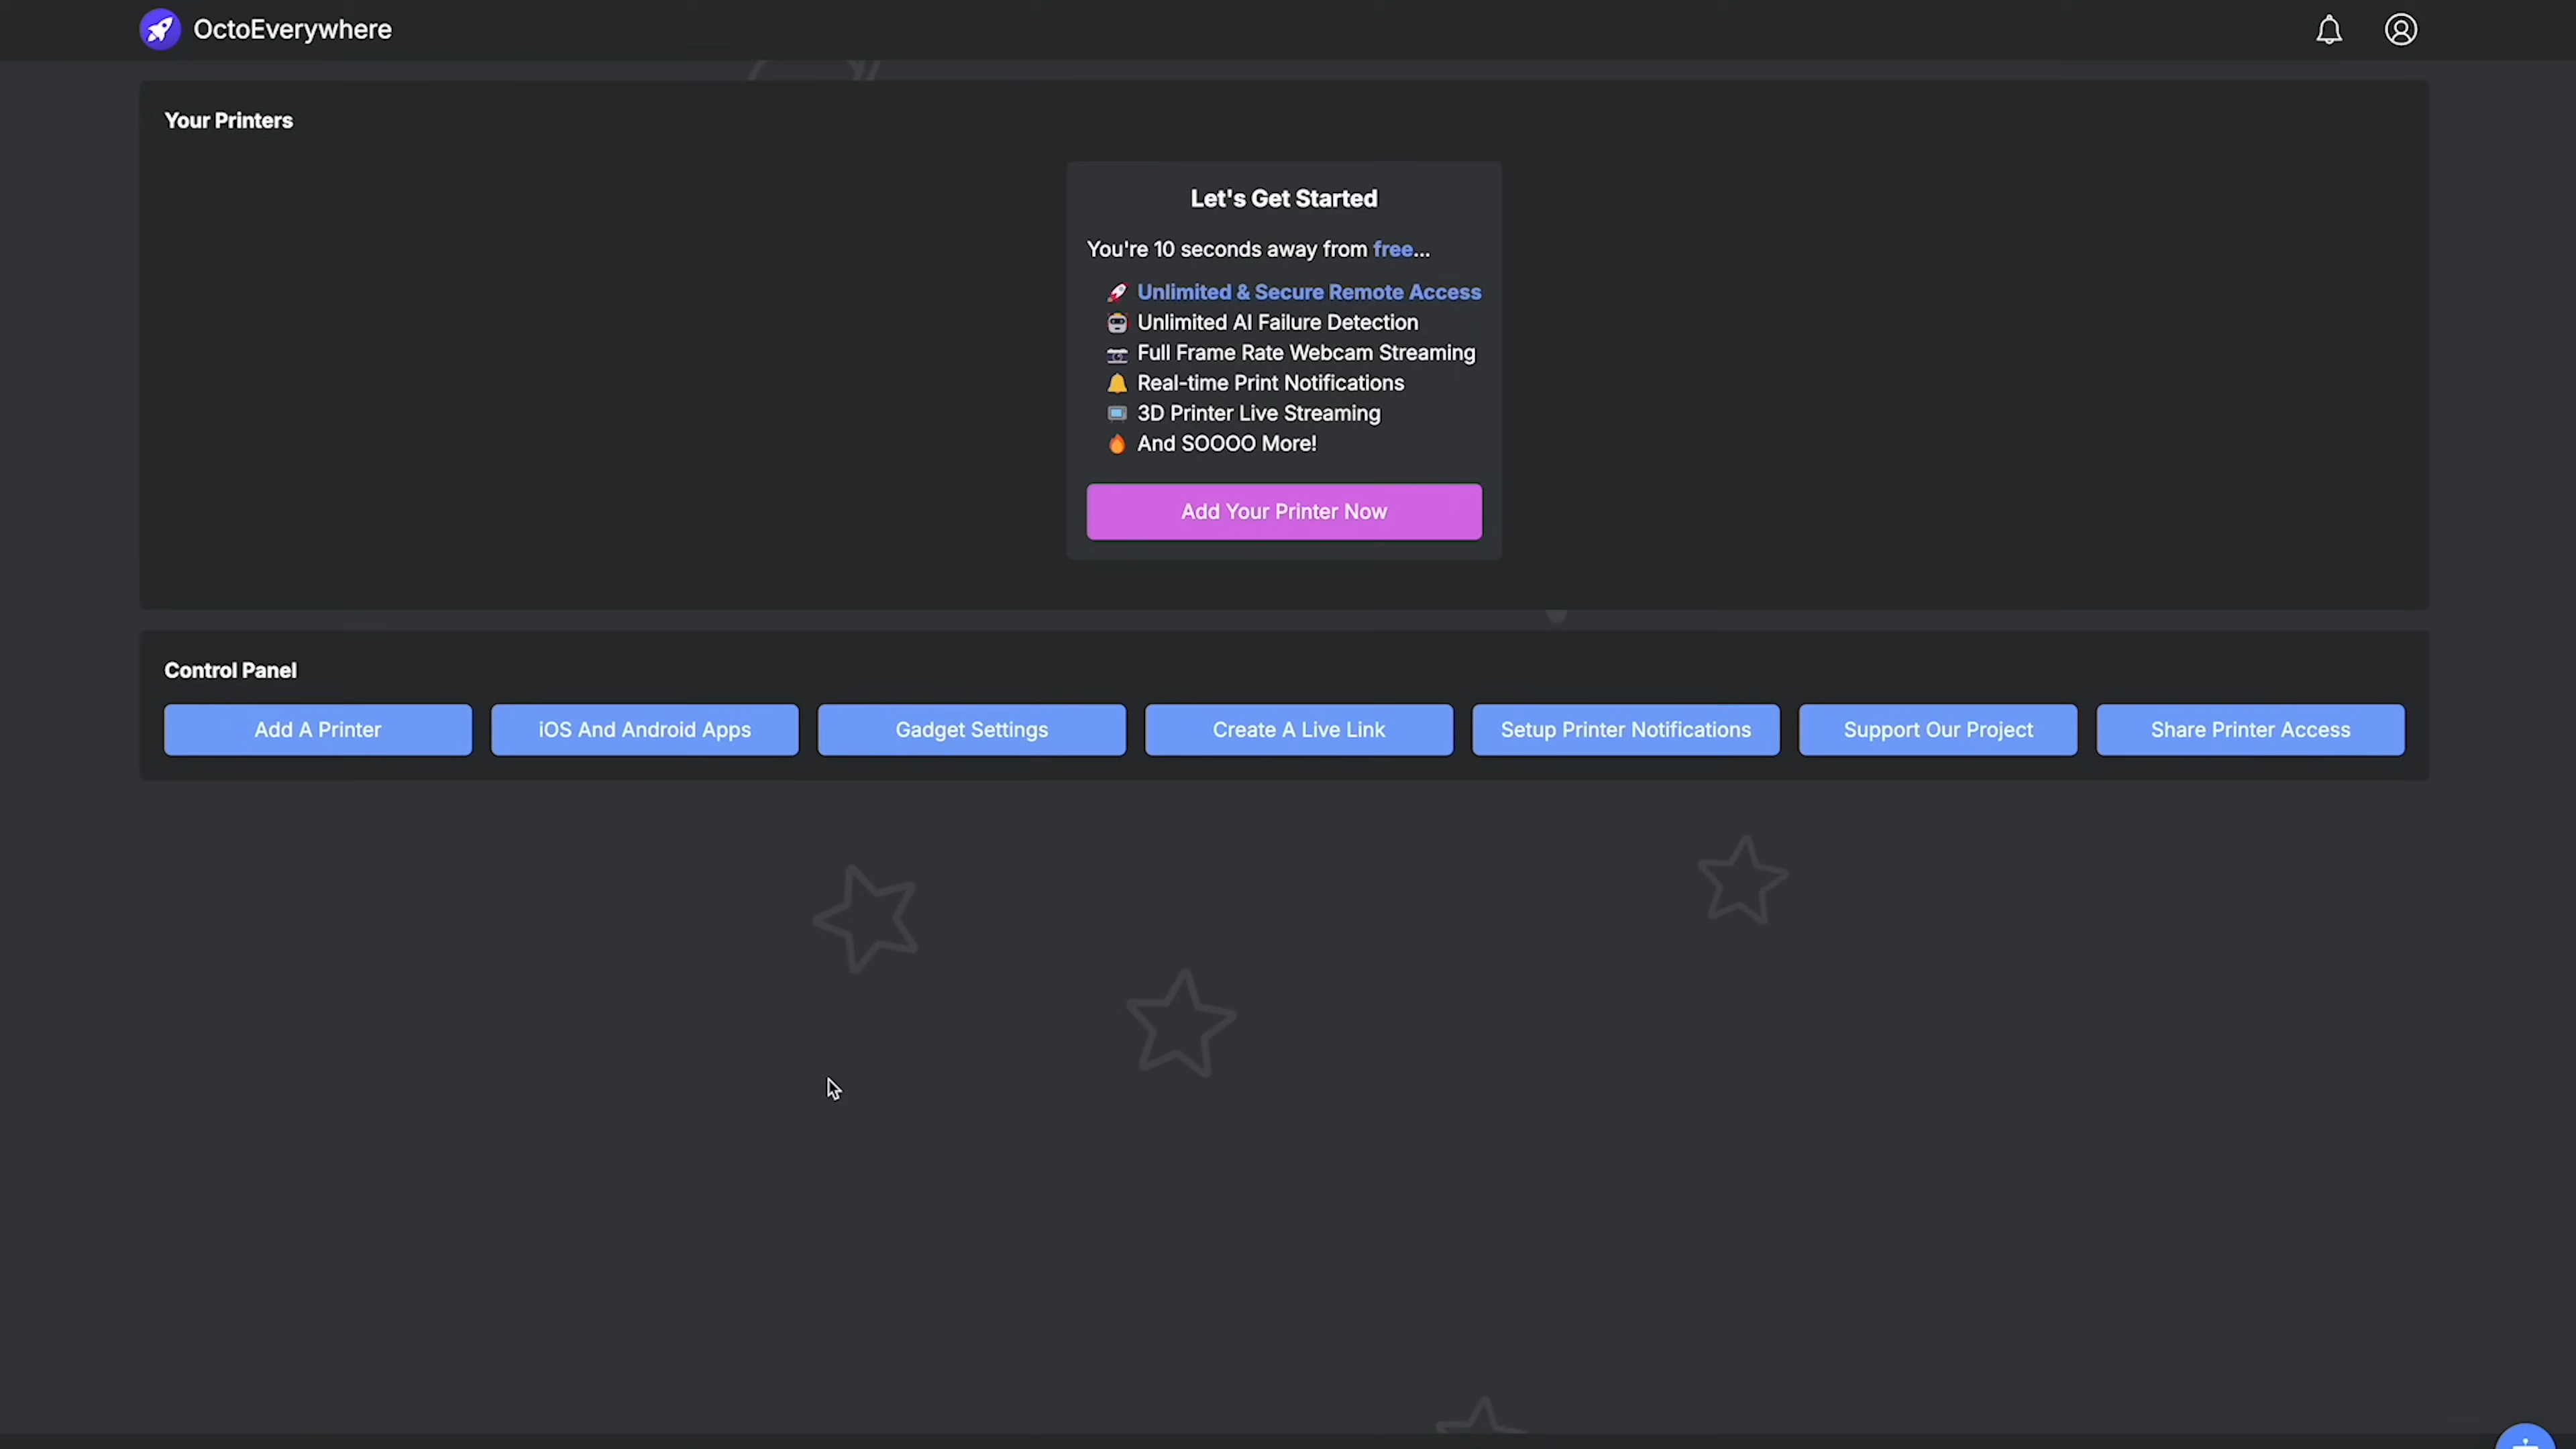 OctoEverywhere
Your Printers
Let's Get Started
You're 10 seconds away from free...
Unlimited & Secure Remote Access
Unlimited AI Failure Detection
Full Frame Rate Webcam Streaming
Real-time Print Notifications
3D Printer Live Streaming
And SOOOO More!
Add Your Printer Now
Control Panel
Add A Printer
iOS And Android Apps
Gadget Settings
Create A Live Link
Setup Printer Notifications
Support Our Project
Share Printer Access